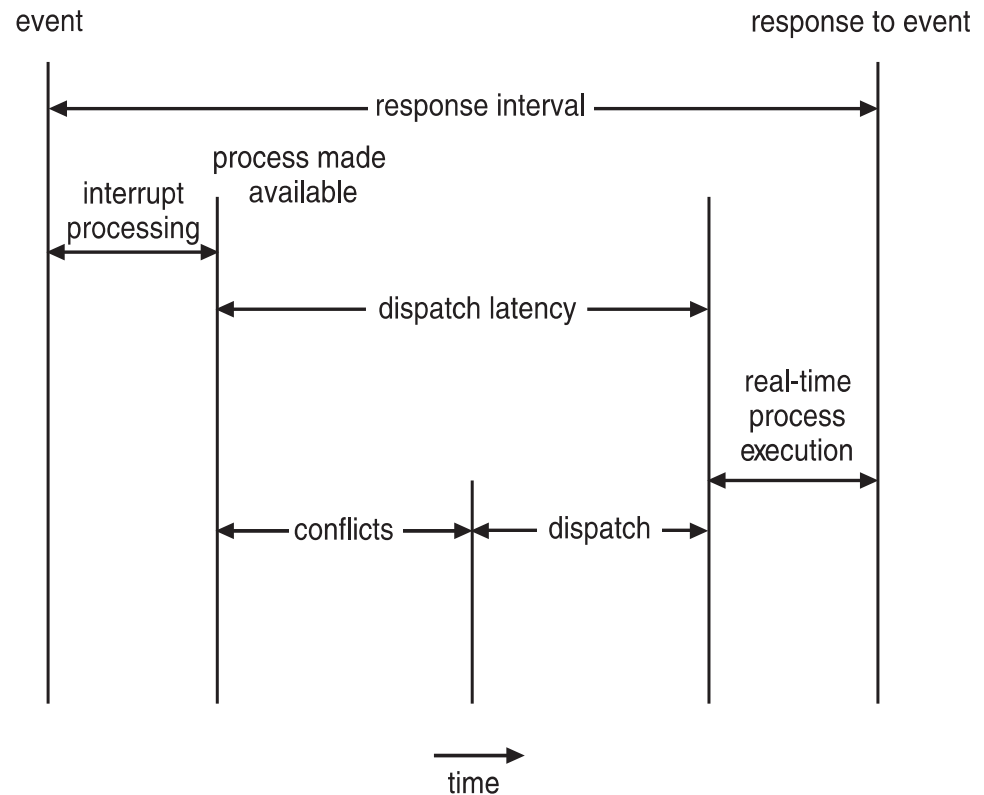 event
response to event
response interval
process made
available
interrupt
processing
dispatch latency
real-time
process
execution
conflicts
dispatch
time